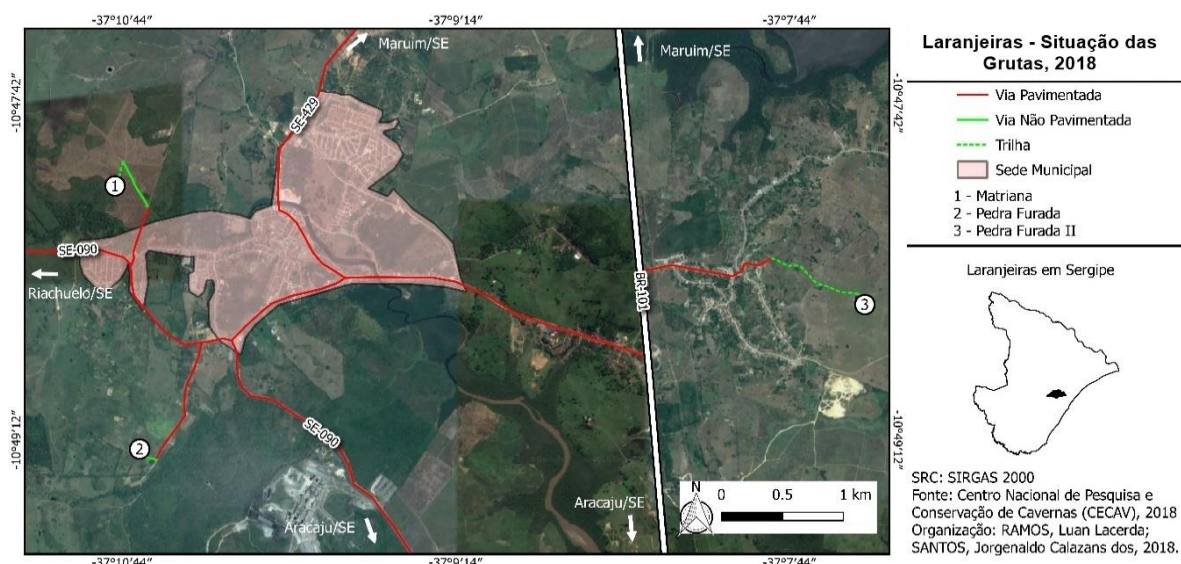 -37°10'44"
-37°9'14"
-37°7'44"
-10°47'42"
-10°47'42"
Maruim/SE
Maruim/SE
SE-429
1
SE-090
Riachuelo/SE
BR-101
3
-10°49'12"
-10°49'12"
2
SE-090
Aracaju/SE
Aracaju/SE
N
0 0.5 1 km
-37°10'44"
-37°9'14"
-37°7'44"
Laranjeiras - Situação das
Grutas, 2018
Via Pavimentada
Via Não Pavimentada
Trilha
Sede Municipal
1 - Matriana
2 - Pedra Furada
3 - Pedra Furada II
Laranjeiras em Sergipe
SRC: SIRGAS 2000
Fonte: Centro Nacional de Pesquisa e
Conservação de Cavernas (CECAV), 2018
Organização: RAMOS, Luan Lacerda;
SANTOS, Jorgenaldo Calazans dos, 2018.